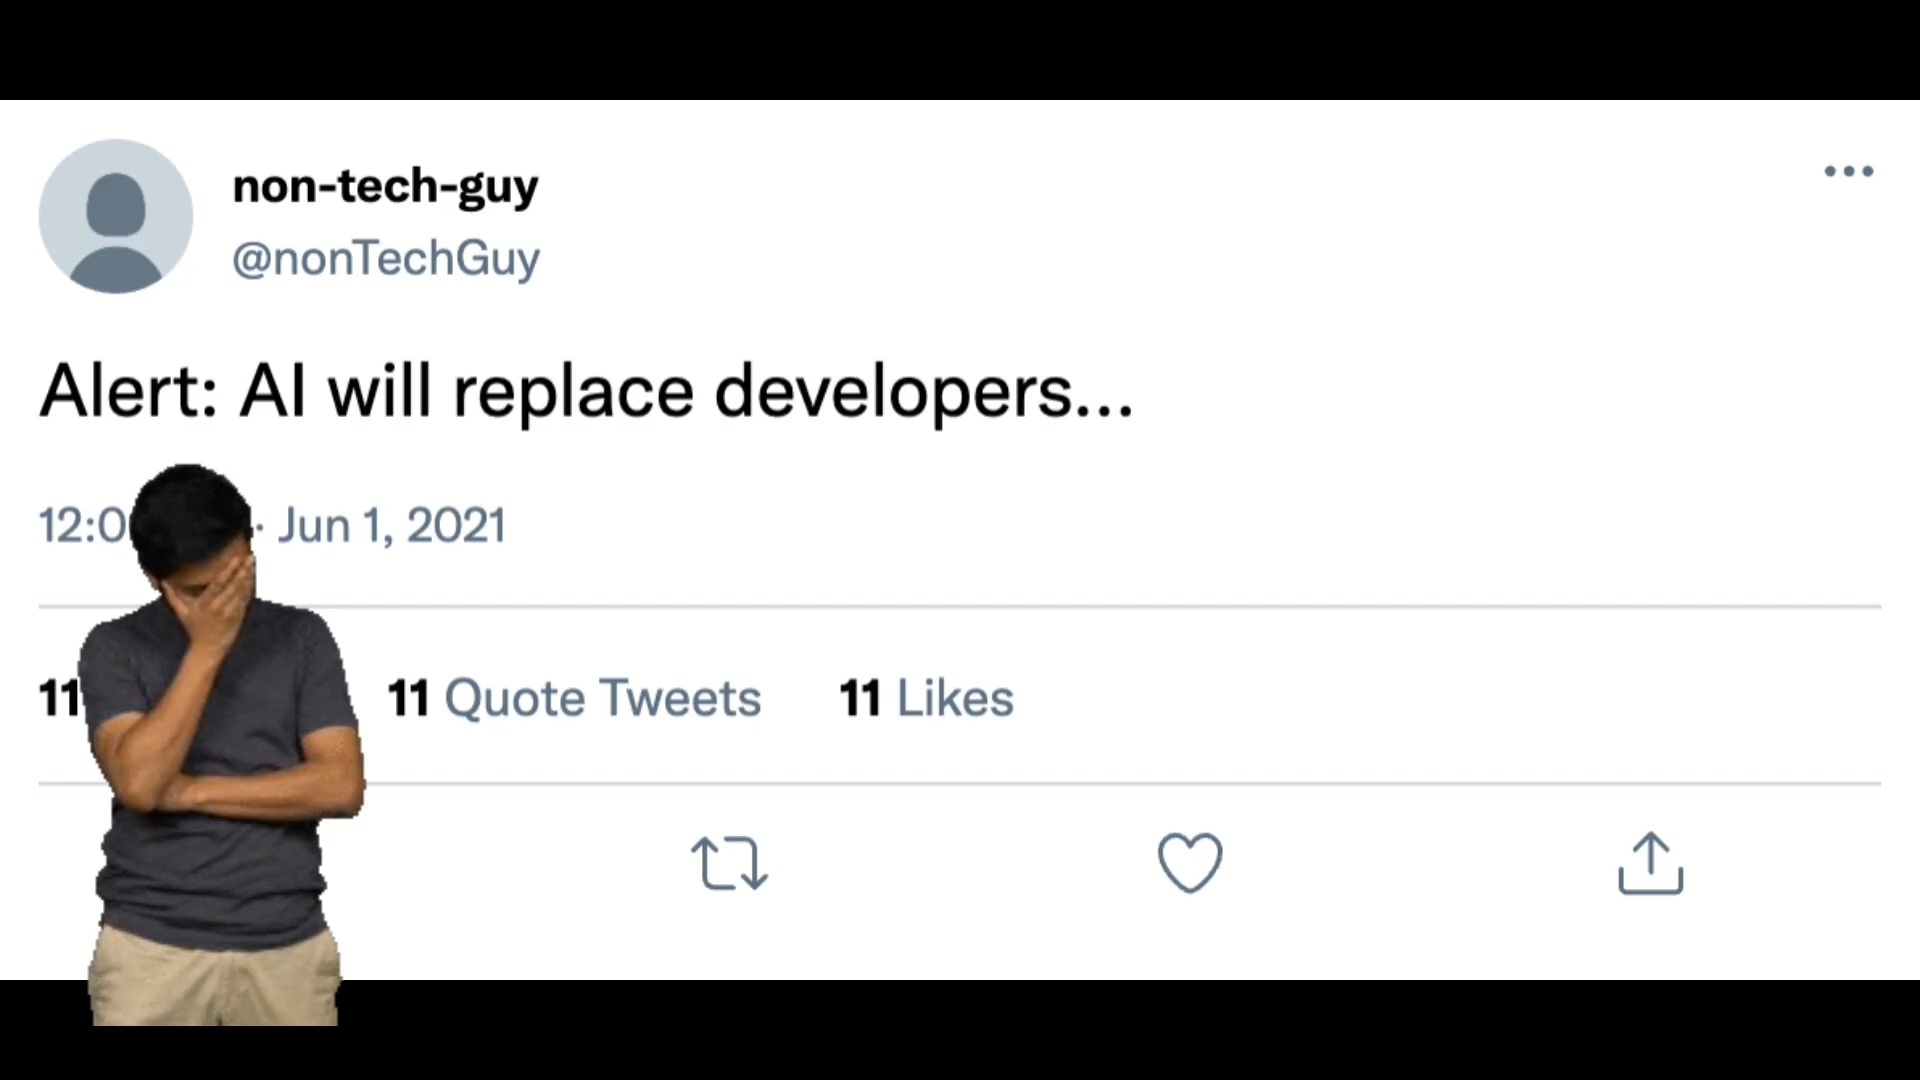 non-tech-guy
@nonTechGuy
Alert: AI will replace developers...
12:0 · Jun 1, 2021
11 11 Quote Tweets 11 Likes